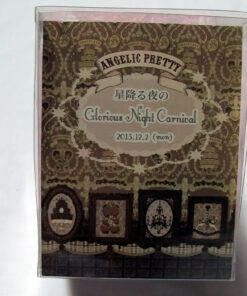 ANGELIC PRETTY
星降る夜の
Glorious Night Carnival
2013.12.2 (mon)